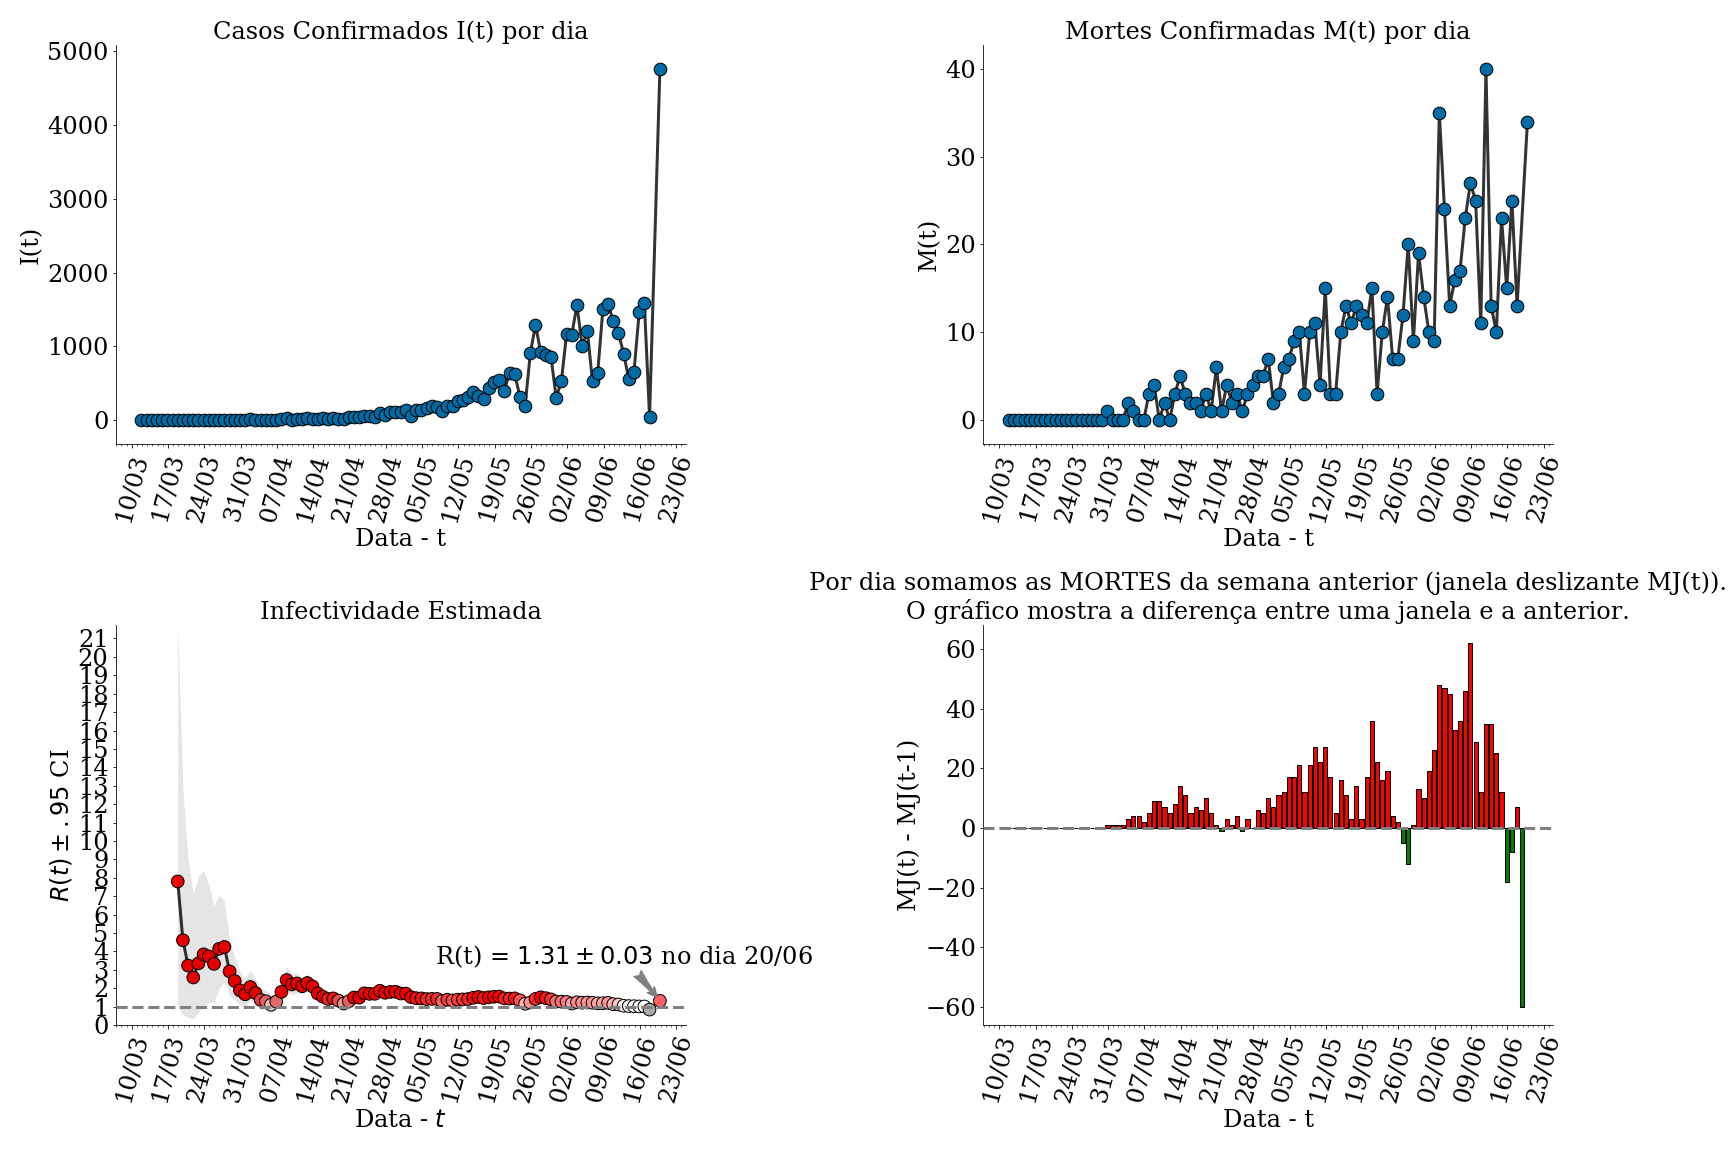 Casos Confirmados I(t) por dia
5000
4000
3000
2000
1000
0
I(t)
10/03 17/03 24/03 31/03 07/04 14/04 21/04 28/04 05/05 12/05 19/05 26/05 02/06 09/06 16/06 23/06
Data - t
Mortes Confirmadas M(t) por dia
40
30
20
10
0
M(t)
10/03 17/03 24/03 31/03 07/04 14/04 21/04 28/04 05/05 12/05 19/05 26/05 02/06 09/06 16/06 23/06
Data - t
Infectividade Estimada
21
20
19
18
17
16
15
14
13
12
11
10
9
8
7
6
5
4
3
2
1
0
R(t) ± .95 CI
R(t) = 1.31 ± 0.03 no dia 20/06
10/03 17/03 24/03 31/03 07/04 14/04 21/04 28/04 05/05 12/05 19/05 26/05 02/06 09/06 16/06 23/06
Data - t
Por dia somamos as MORTES da semana anterior (janela deslizante MJ(t)).
O gráfico mostra a diferença entre uma janela e a anterior.
60
40
20
0
−20
−40
−60
MJ(t) - MJ(t-1)
10/03 17/03 24/03 31/03 07/04 14/04 21/04 28/04 05/05 12/05 19/05 26/05 02/06 09/06 16/06 23/06
Data - t